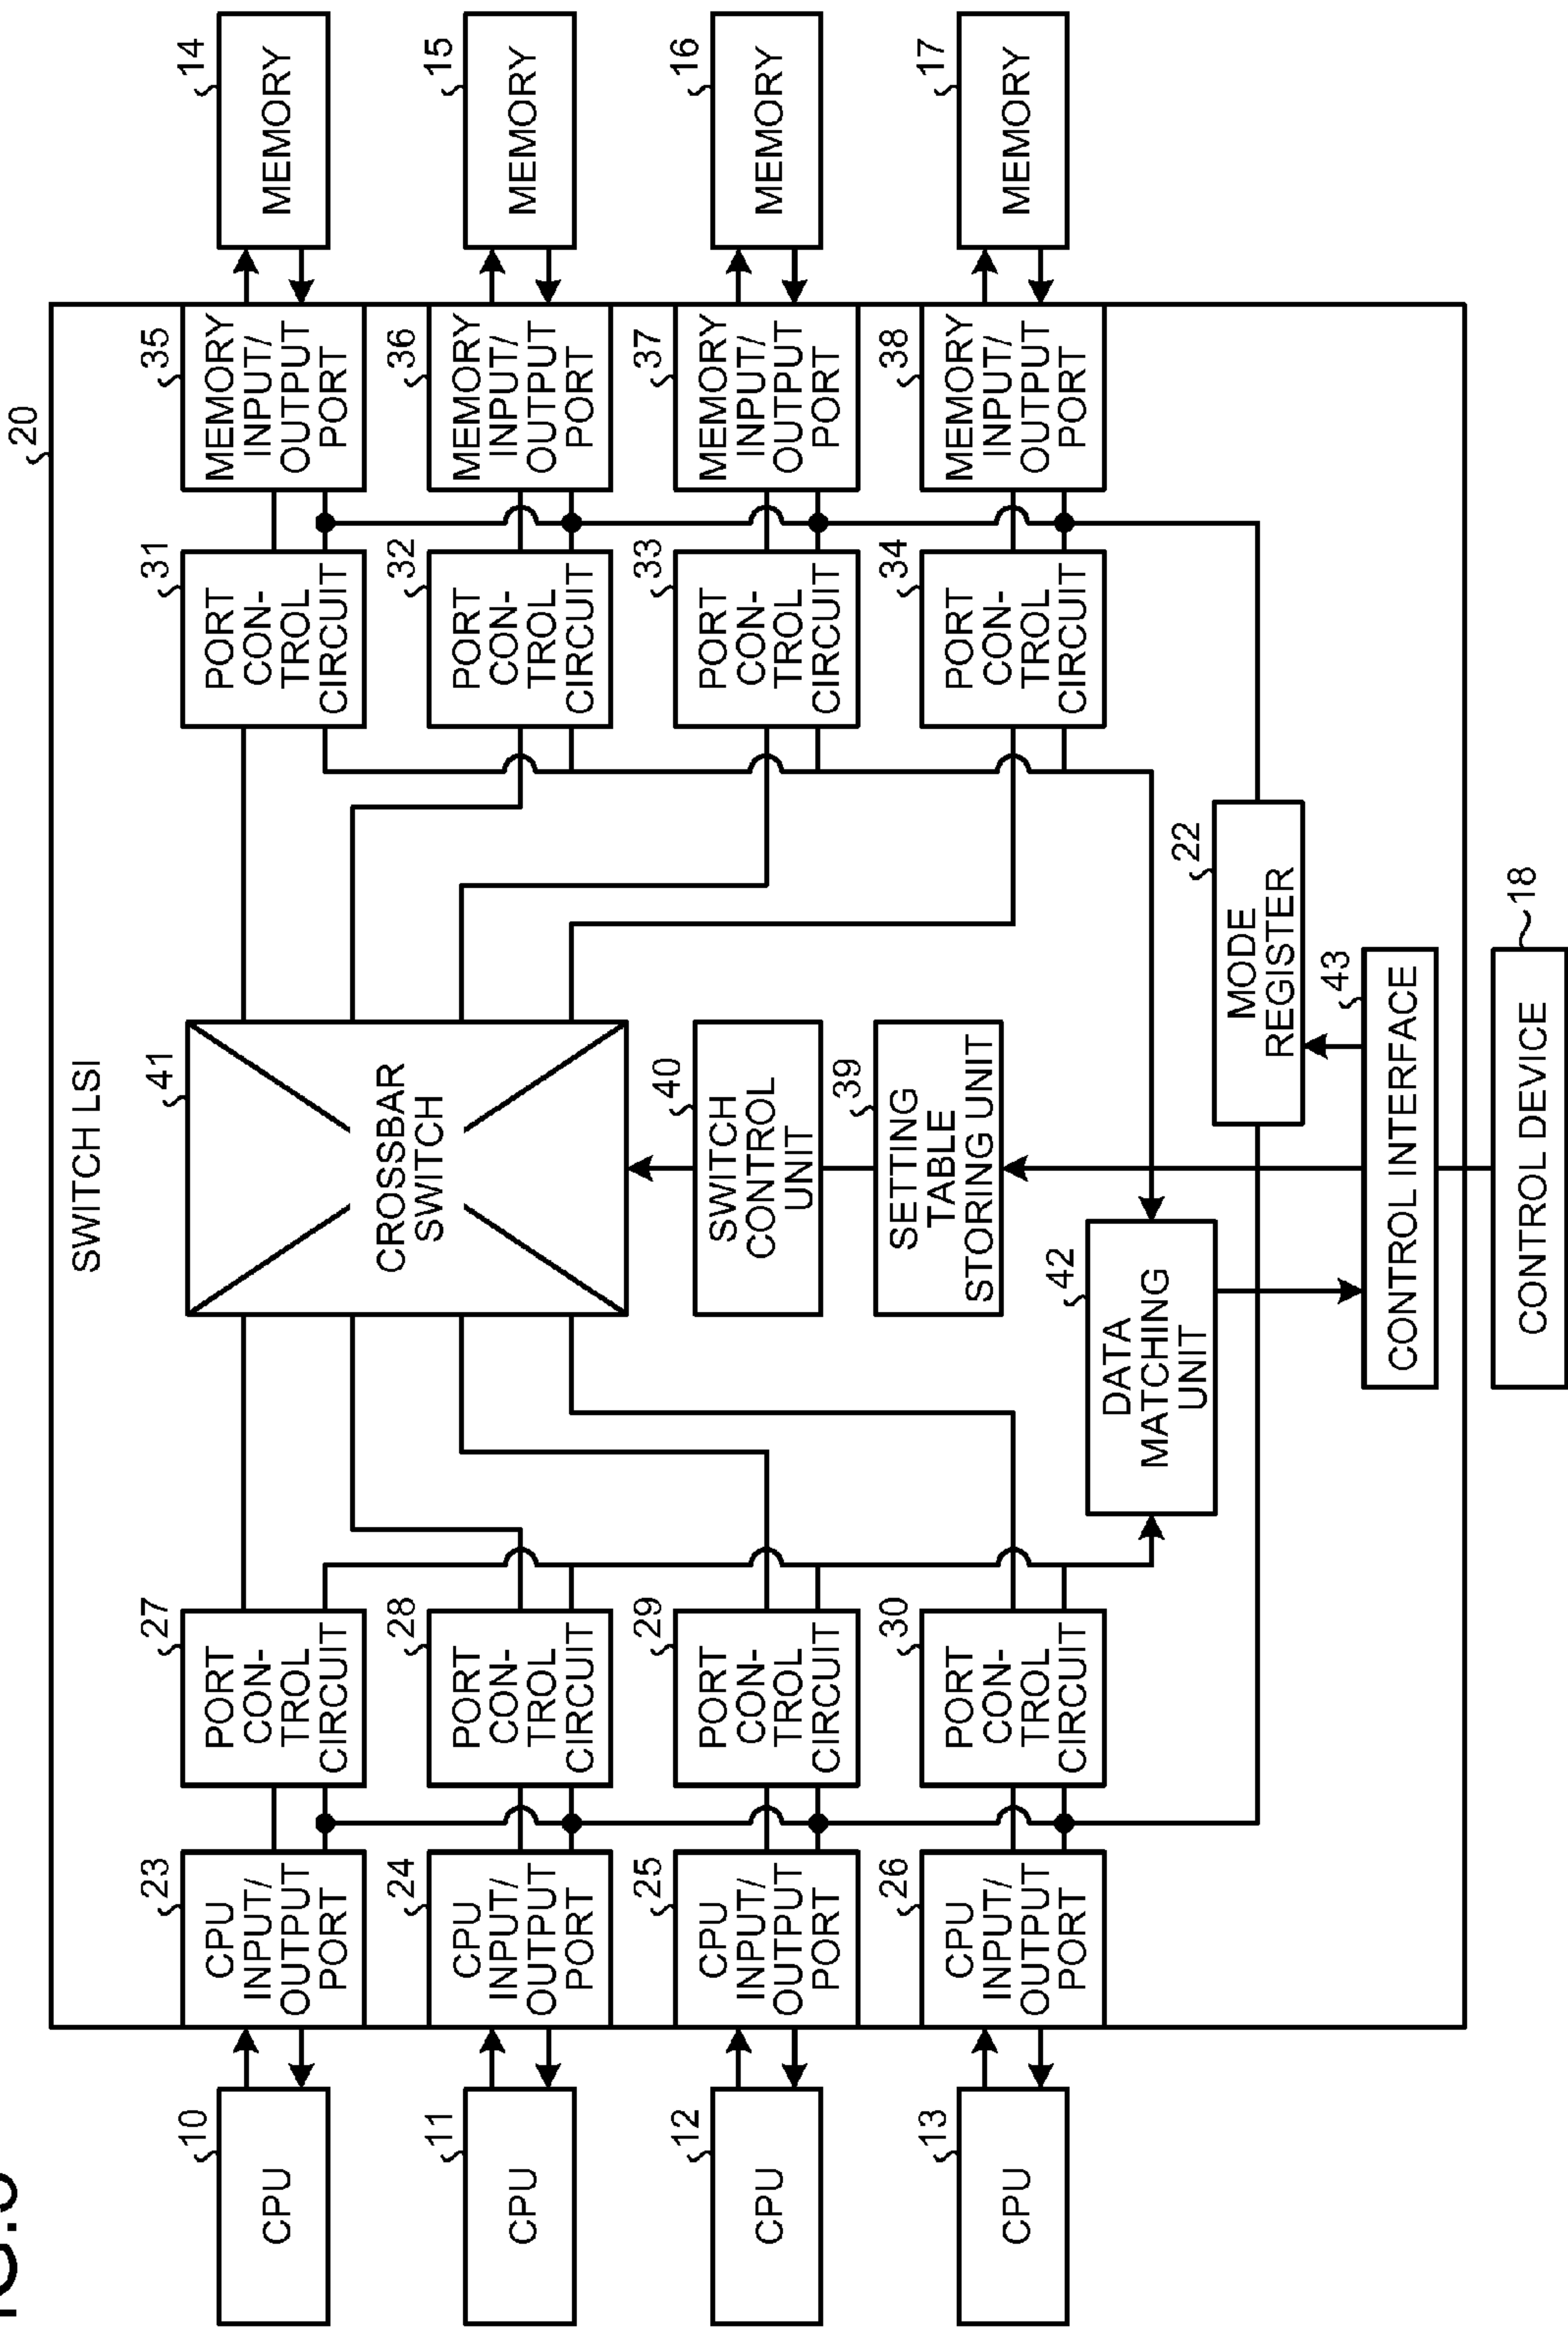 20
SWITCH LSI
10
CPU
11
CPU
12
CPU
13
CPU
23
CPU
INPUT/
OUTPUT
PORT
24
CPU
INPUT/
OUTPUT
PORT
25
CPU
INPUT/
OUTPUT
PORT
26
CPU
INPUT/
OUTPUT
PORT
27
PORT
CON-
TROL
CIRCUIT
28
PORT
CON-
TROL
CIRCUIT
29
PORT
CON-
TROL
CIRCUIT
30
PORT
CON-
TROL
CIRCUIT
41
CROSSBAR
SWITCH
40
SWITCH
CONTROL
UNIT
39
SETTING
TABLE
STORING UNIT
42
DATA
MATCHING
UNIT
22
MODE
REGISTER
43
CONTROL INTERFACE
CONTROL DEVICE
18
31
PORT
CON-
TROL
CIRCUIT
32
PORT
CON-
TROL
CIRCUIT
33
PORT
CON-
TROL
CIRCUIT
34
PORT
CON-
TROL
CIRCUIT
35
MEMORY
INPUT/
OUTPUT
PORT
36
MEMORY
INPUT/
OUTPUT
PORT
37
MEMORY
INPUT/
OUTPUT
PORT
38
MEMORY
INPUT/
OUTPUT
PORT
14
MEMORY
15
MEMORY
16
MEMORY
17
MEMORY